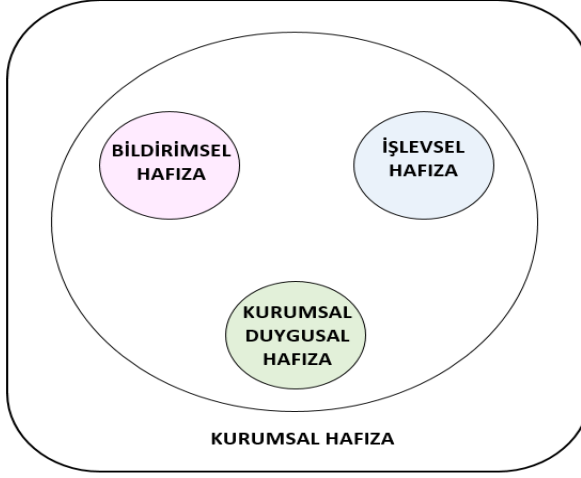 BİLDİRİMSEL
HAFIZA
İŞLEVSEL
HAFIZA
KURUMSAL
DUYGUSAL
HAFIZA
KURUMSAL HAFIZA